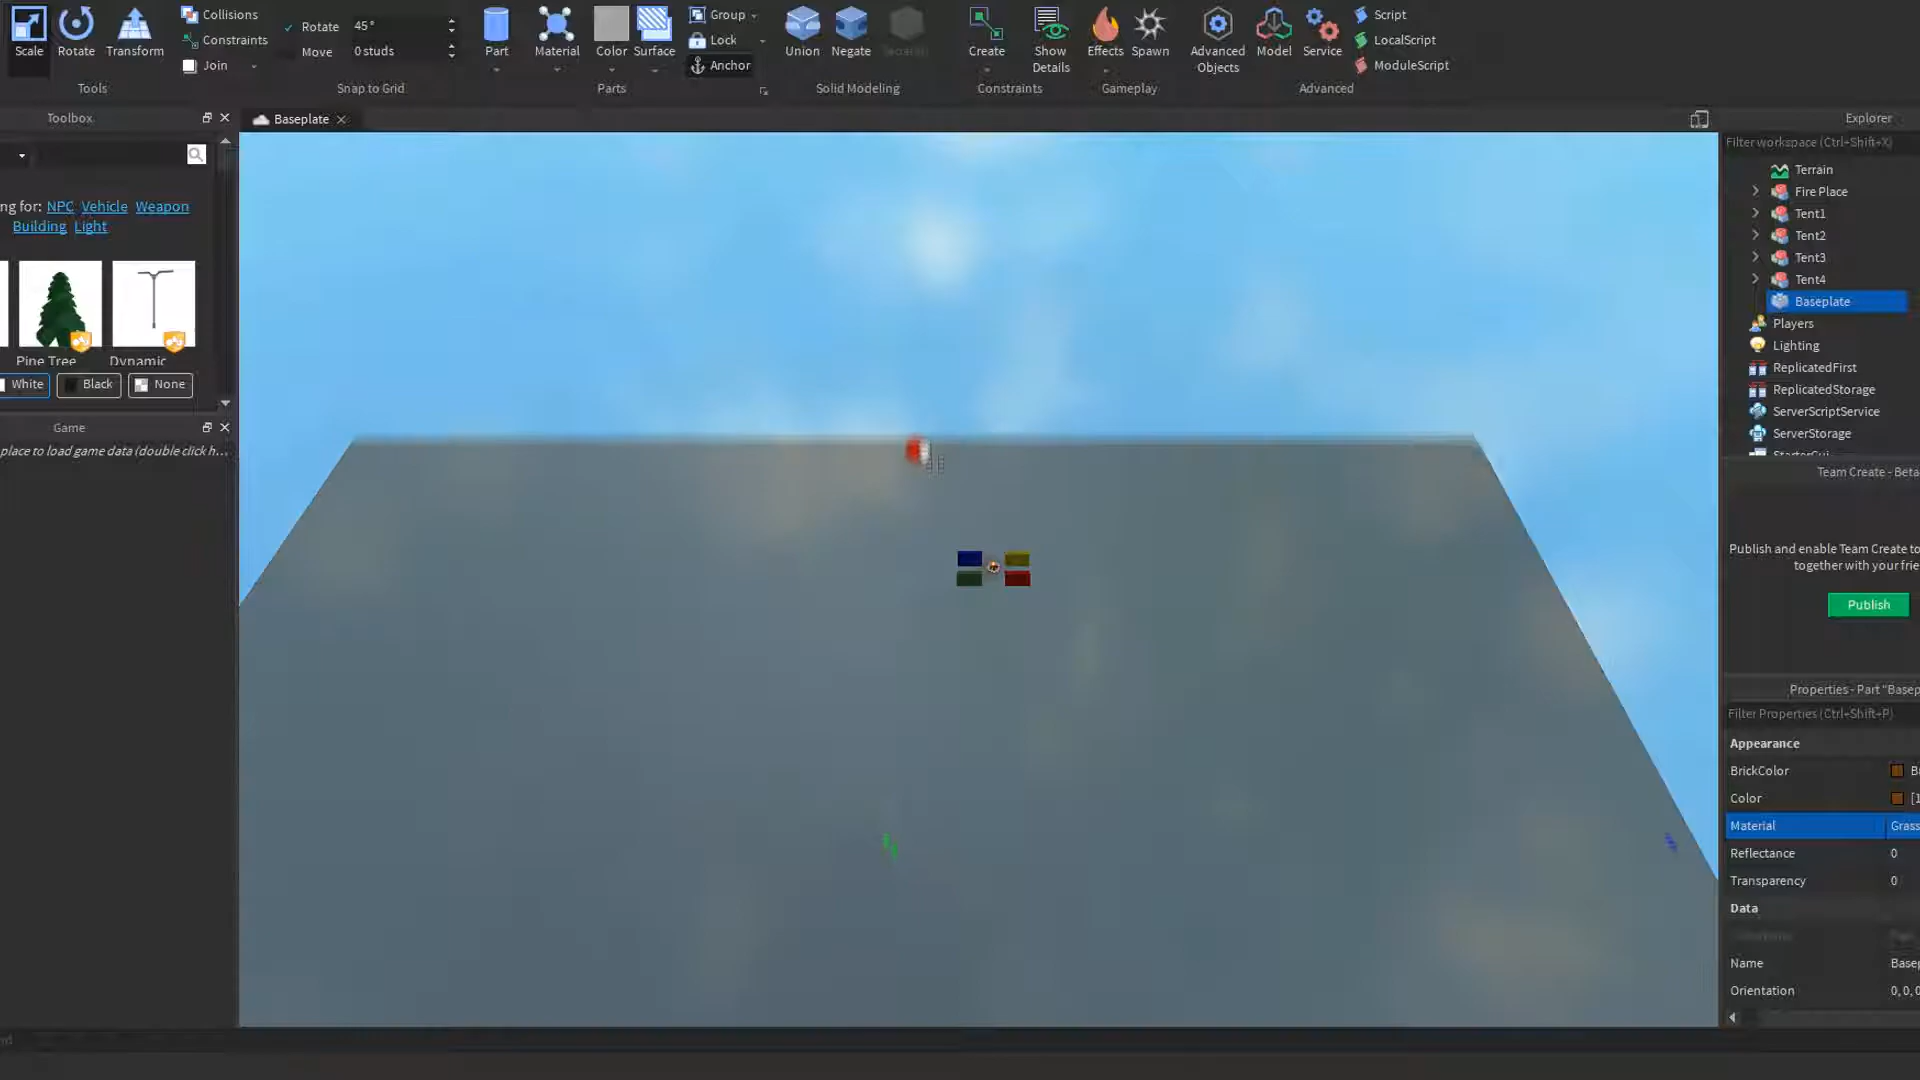 Scale Rotate Transform
Collisions
Constraints
Join
Tools
Rotate 45°
Move 0 studs
Snap to Grid
Part Material Color Surface
Group
Lock
Anchor
Parts
Union Negate
Solid Modeling
Create Show Details
Constraints
Effects Spawn
Gameplay
Advanced Objects Model Service
Script
LocalScript
ModuleScript
Advanced
Toolbox
ng for: NPC Vehicle Weapon
Building Light
Pine Tree Dynamic
White Black None
Game
place to load game data (double click h...
Baseplate
Explorer
Filter workspace (Ctrl+Shift+X)
Terrain
Fire Place
Tent1
Tent2
Tent3
Tent4
Baseplate
Players
Lighting
ReplicatedFirst
ReplicatedStorage
ServerScriptService
ServerStorage
StarterGui
Team Create - Beta
Publish and enable Team Create to
together with your frie
Publish
Properties - Part "Basep
Filter Properties (Ctrl+Shift+P)
Appearance
BrickColor
Color [1
Material Grass
Reflectance 0
Transparency 0
Data
Name Basep
Orientation 0, 0, 0